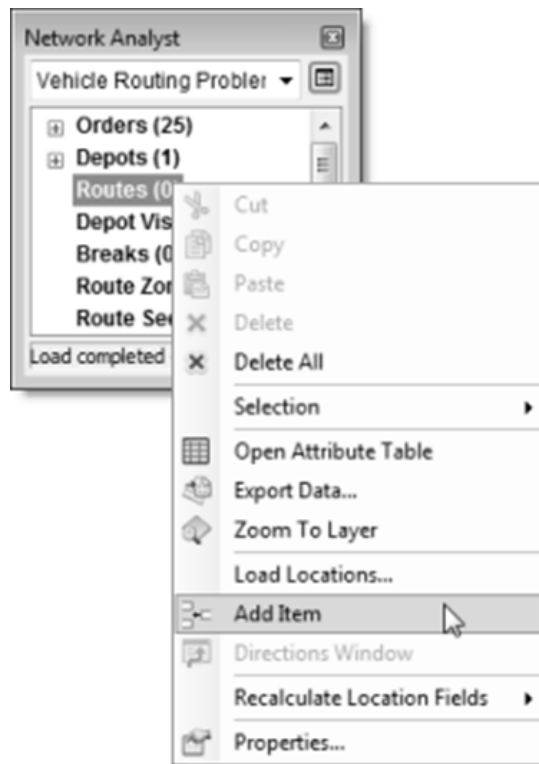 Network Analyst
Vehicle Routing Probler
Orders (25)
Depots (1)
Routes (0)
Depot Vis
Breaks (0
Route Zor
Route See
Load completed
Cut
Copy
Paste
Delete
Delete All
Selection
Open Attribute Table
Export Data...
Zoom To Layer
Load Locations...
Add Item
Directions Window
Recalculate Location Fields
Properties...